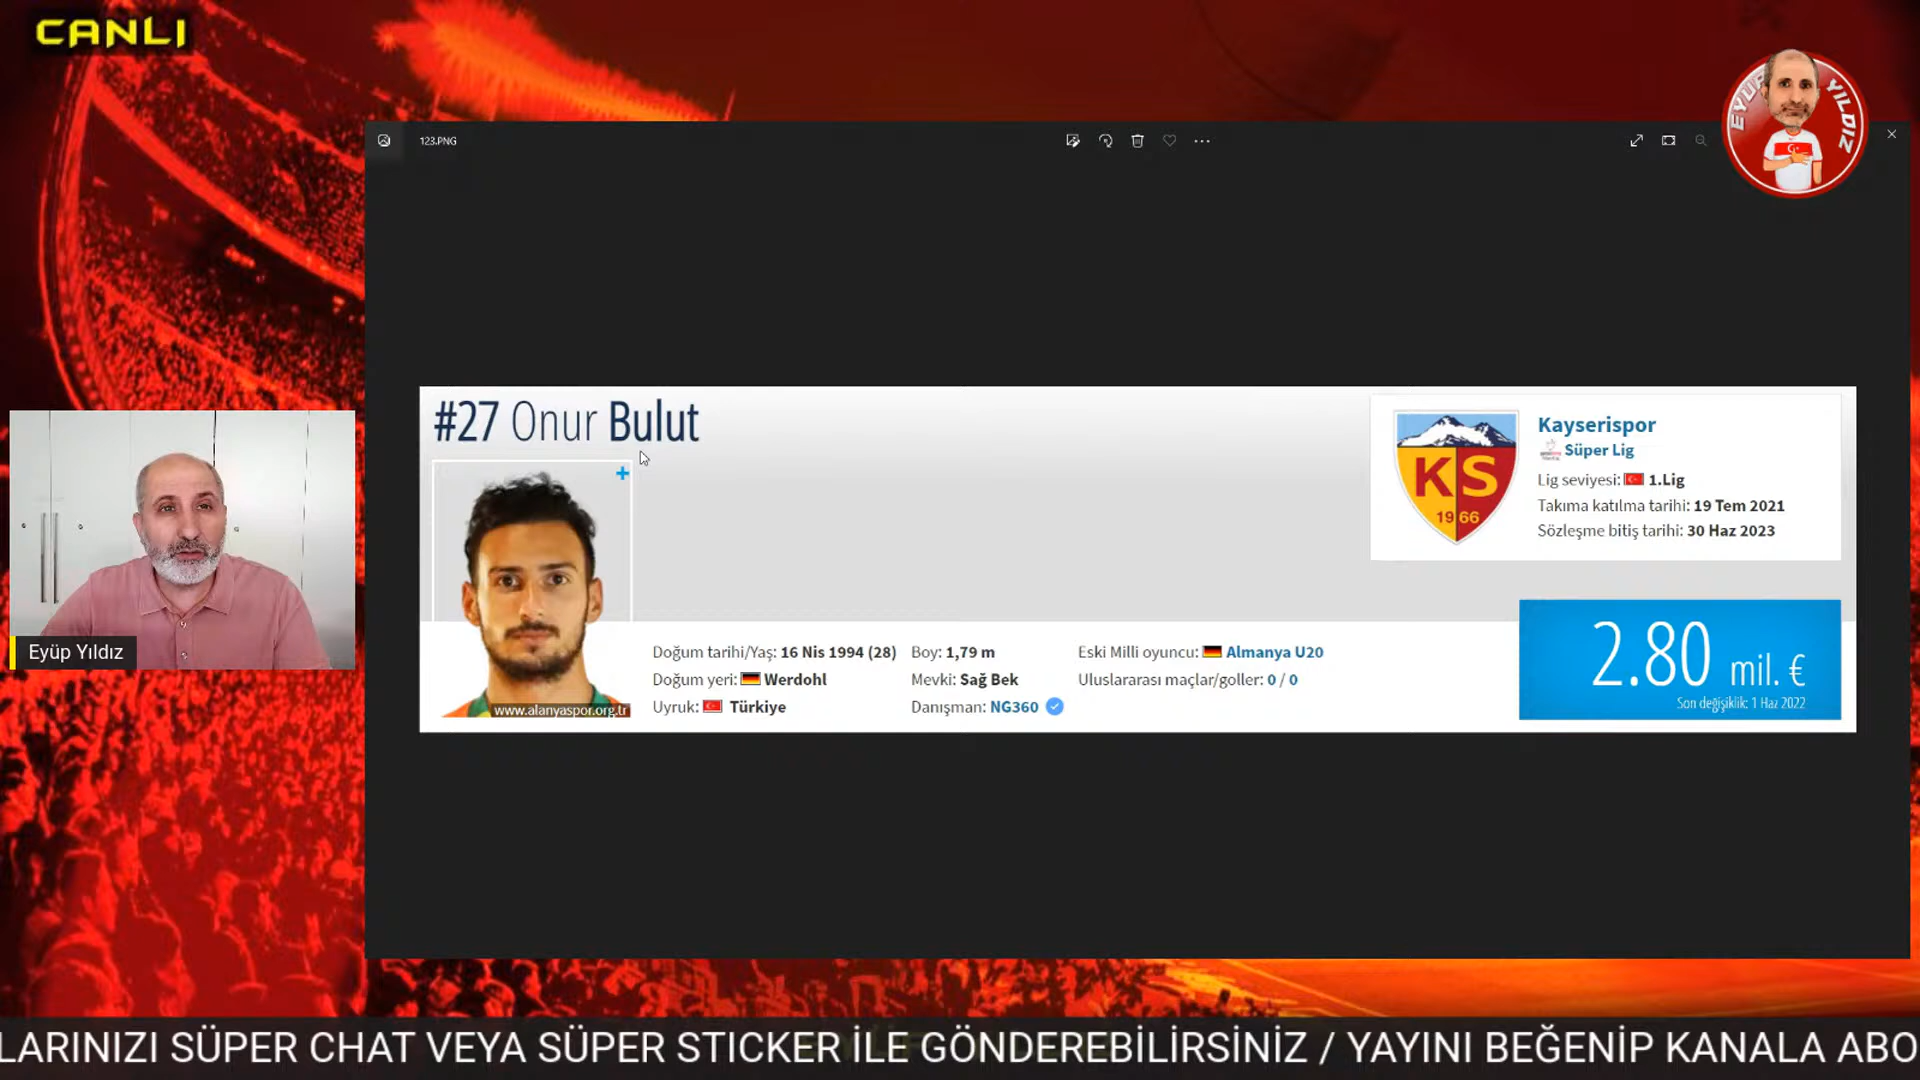 CANLI
EYÜP YILDIZ
123.PNG
#27 Onur Bulut
KS
1966
Kayserispor
Süper Lig
Lig seviyesi: 1.Lig
Takıma katılma tarihi: 19 Tem 2021
Sözleşme bitiş tarihi: 30 Haz 2023
Doğum tarihi/Yaş: 16 Nis 1994 (28)
Doğum yeri: Werdohl
Uyruk: Türkiye
Boy: 1,79 m
Mevki: Sağ Bek
Danışman: NG360
Eski Milli oyuncu: Almanya U20
Uluslararası maçlar/goller: 0 / 0
2.80 mil. €
Son değişiklik: 1 Haz 2022
www.alanyaspor.org.tr
Eyüp Yıldız
LARINIZI SÜPER CHAT VEYA SÜPER STICKER İLE GÖNDEREBİLİRSİNİZ / YAYINI BEĞENİP KANALA ABO